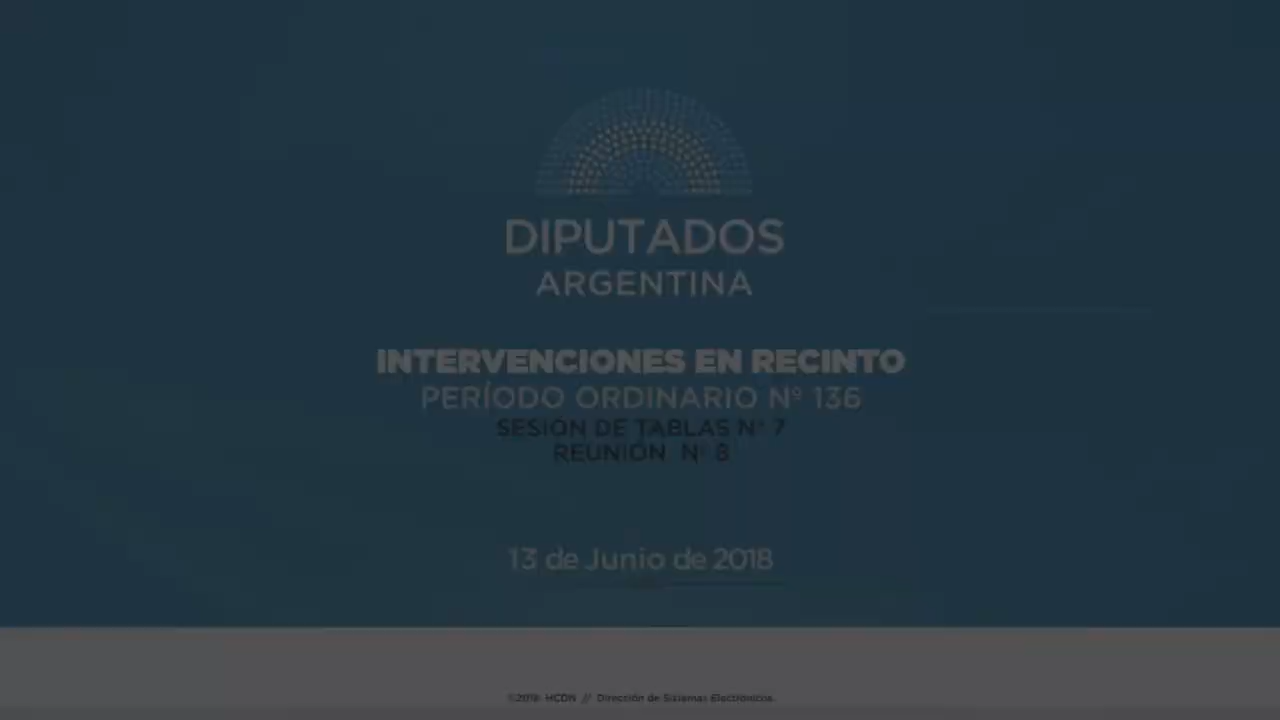 DIPUTADOS
ARGENTINA
INTERVENCIONES EN RECINTO
PERÍODO ORDINARIO Nº 136
SESIÓN DE TABLAS Nº 7
REUNIÓN Nº 8
13 de Junio de 2018
©2018 HCDN // Dirección de Sistemas Electrónicos